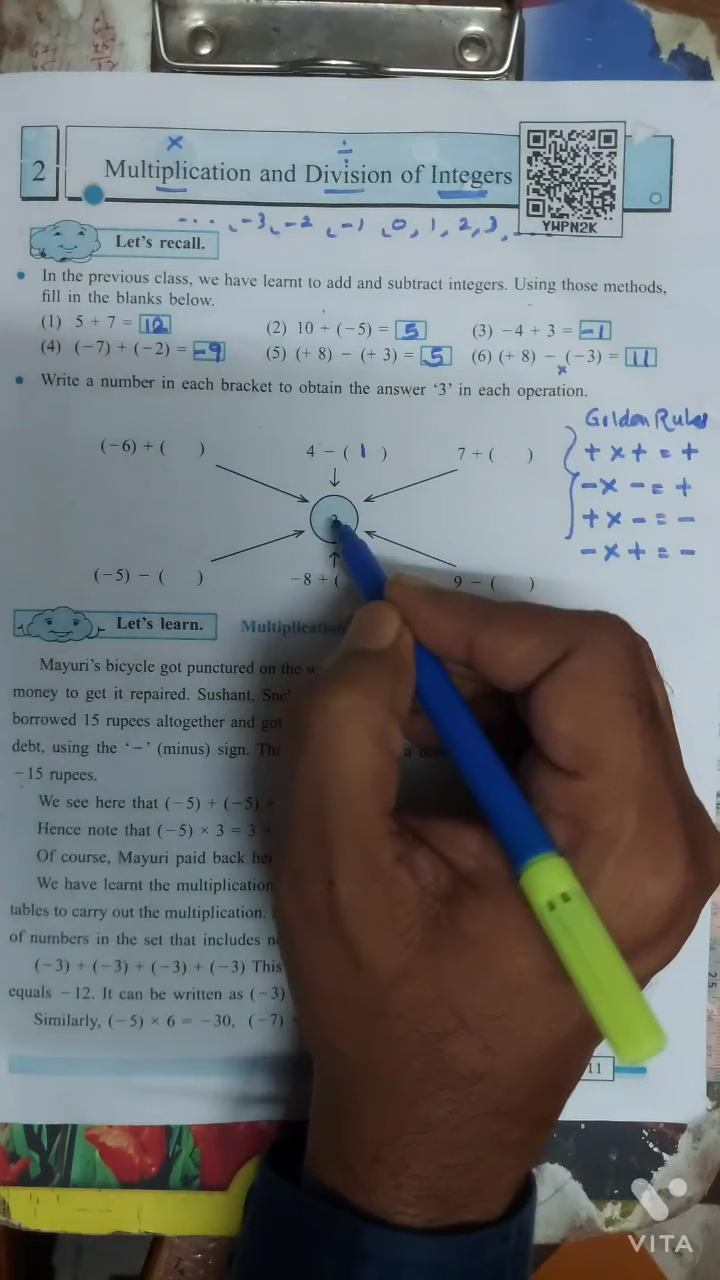 2
×
÷
Multiplication and Division of Integers
YWPN2K
... , -3, -2, -1, 0, 1, 2, 3, ...
Let's recall.
• In the previous class, we have learnt to add and subtract integers. Using those methods,
fill in the blanks below.
(1) 5 + 7 = 12 (2) 10 + (−5) = 5 (3) −4 + 3 = -1
(4) (−7) + (−2) = -9 (5) (+ 8) − (+ 3) = 5 (6) (+ 8) − (−3) = 11
×
• Write a number in each bracket to obtain the answer '3' in each operation.
Golden Rules
(−6) + ( ) 4 − ( 1 ) 7 + ( ) + × + = +
− × − = +
+ × − = −
− × + = −
(−5) − ( ) −8 + ( 9 − ( )
Let's learn. Multiplication
Mayuri's bicycle got punctured on the
money to get it repaired. Sushant,
borrowed 15 rupees altogether and got
debt, using the '−' (minus) sign.
−15 rupees.
We see here that (−5) + (−5) +
Hence note that (−5) × 3 = 3
Of course, Mayuri paid back
We have learnt the multiplication
tables to carry out the multiplication.
of numbers in the set that includes
(−3) + (−3) + (−3) + (−3) This
equals −12. It can be written as (−3)
Similarly, (−5) × 6 = −30, (−7)
11
VITA